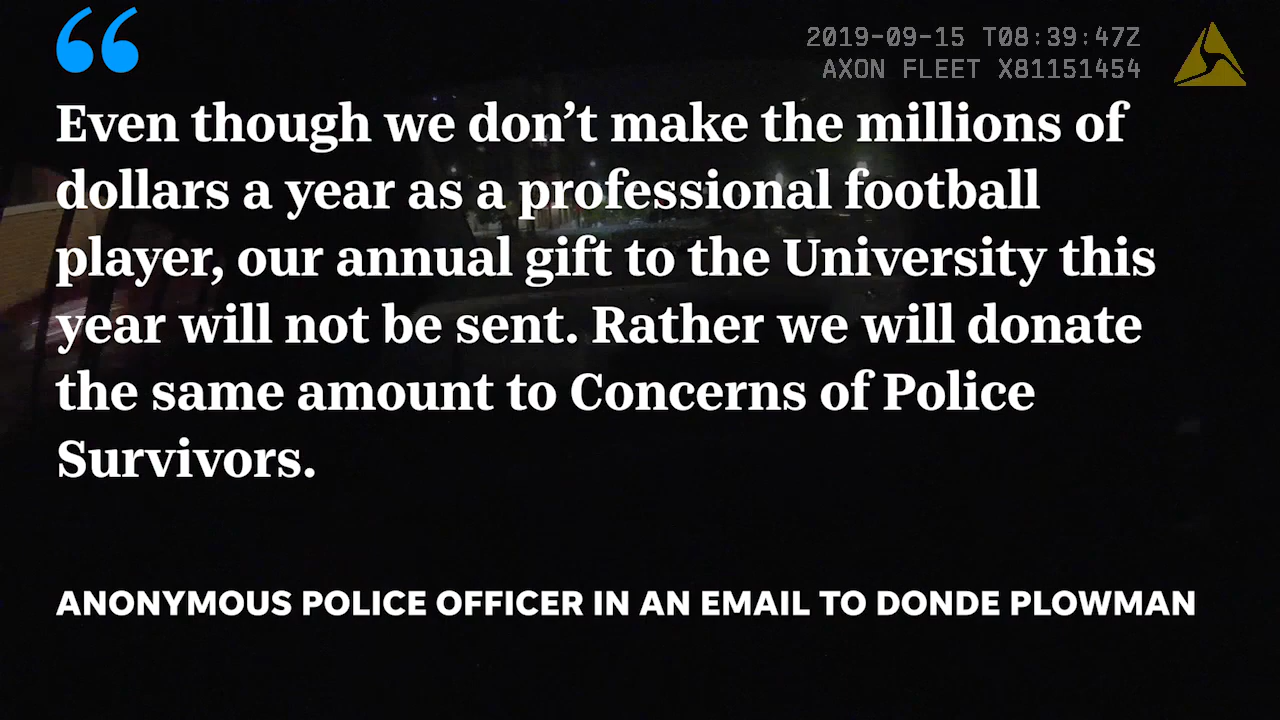 “
2019-09-15 T08:39:47Z
AXON FLEET X81151454
Even though we don’t make the millions of
dollars a year as a professional football
player, our annual gift to the University this
year will not be sent. Rather we will donate
the same amount to Concerns of Police
Survivors.
ANONYMOUS POLICE OFFICER IN AN EMAIL TO DONDE PLOWMAN